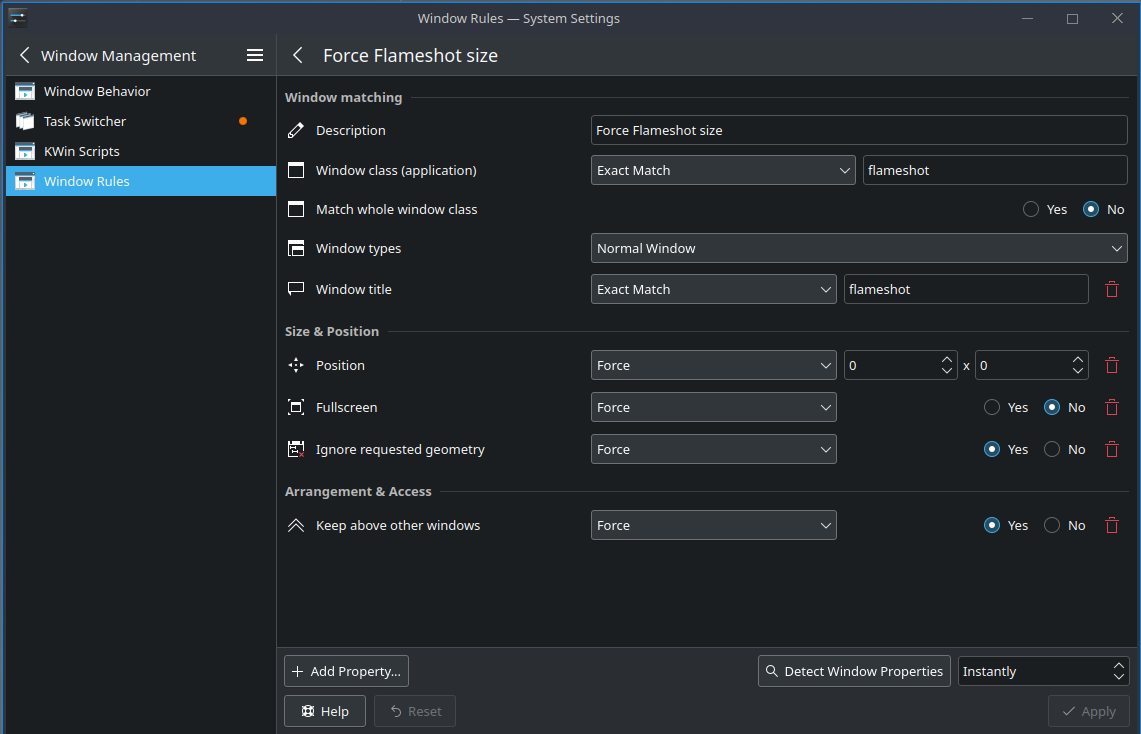 Window Rules — System Settings
Window Management
Force Flameshot size
Window Behavior
Task Switcher
KWin Scripts
Window Rules
Window matching
Description Force Flameshot size
Window class (application) Exact Match flameshot
Match whole window class Yes No
Window types Normal Window
Window title Exact Match flameshot
Size & Position
Position Force 0 x 0
Fullscreen Force Yes No
Ignore requested geometry Force Yes No
Arrangement & Access
Keep above other windows Force Yes No
Add Property... Detect Window Properties Instantly
Help Reset Apply